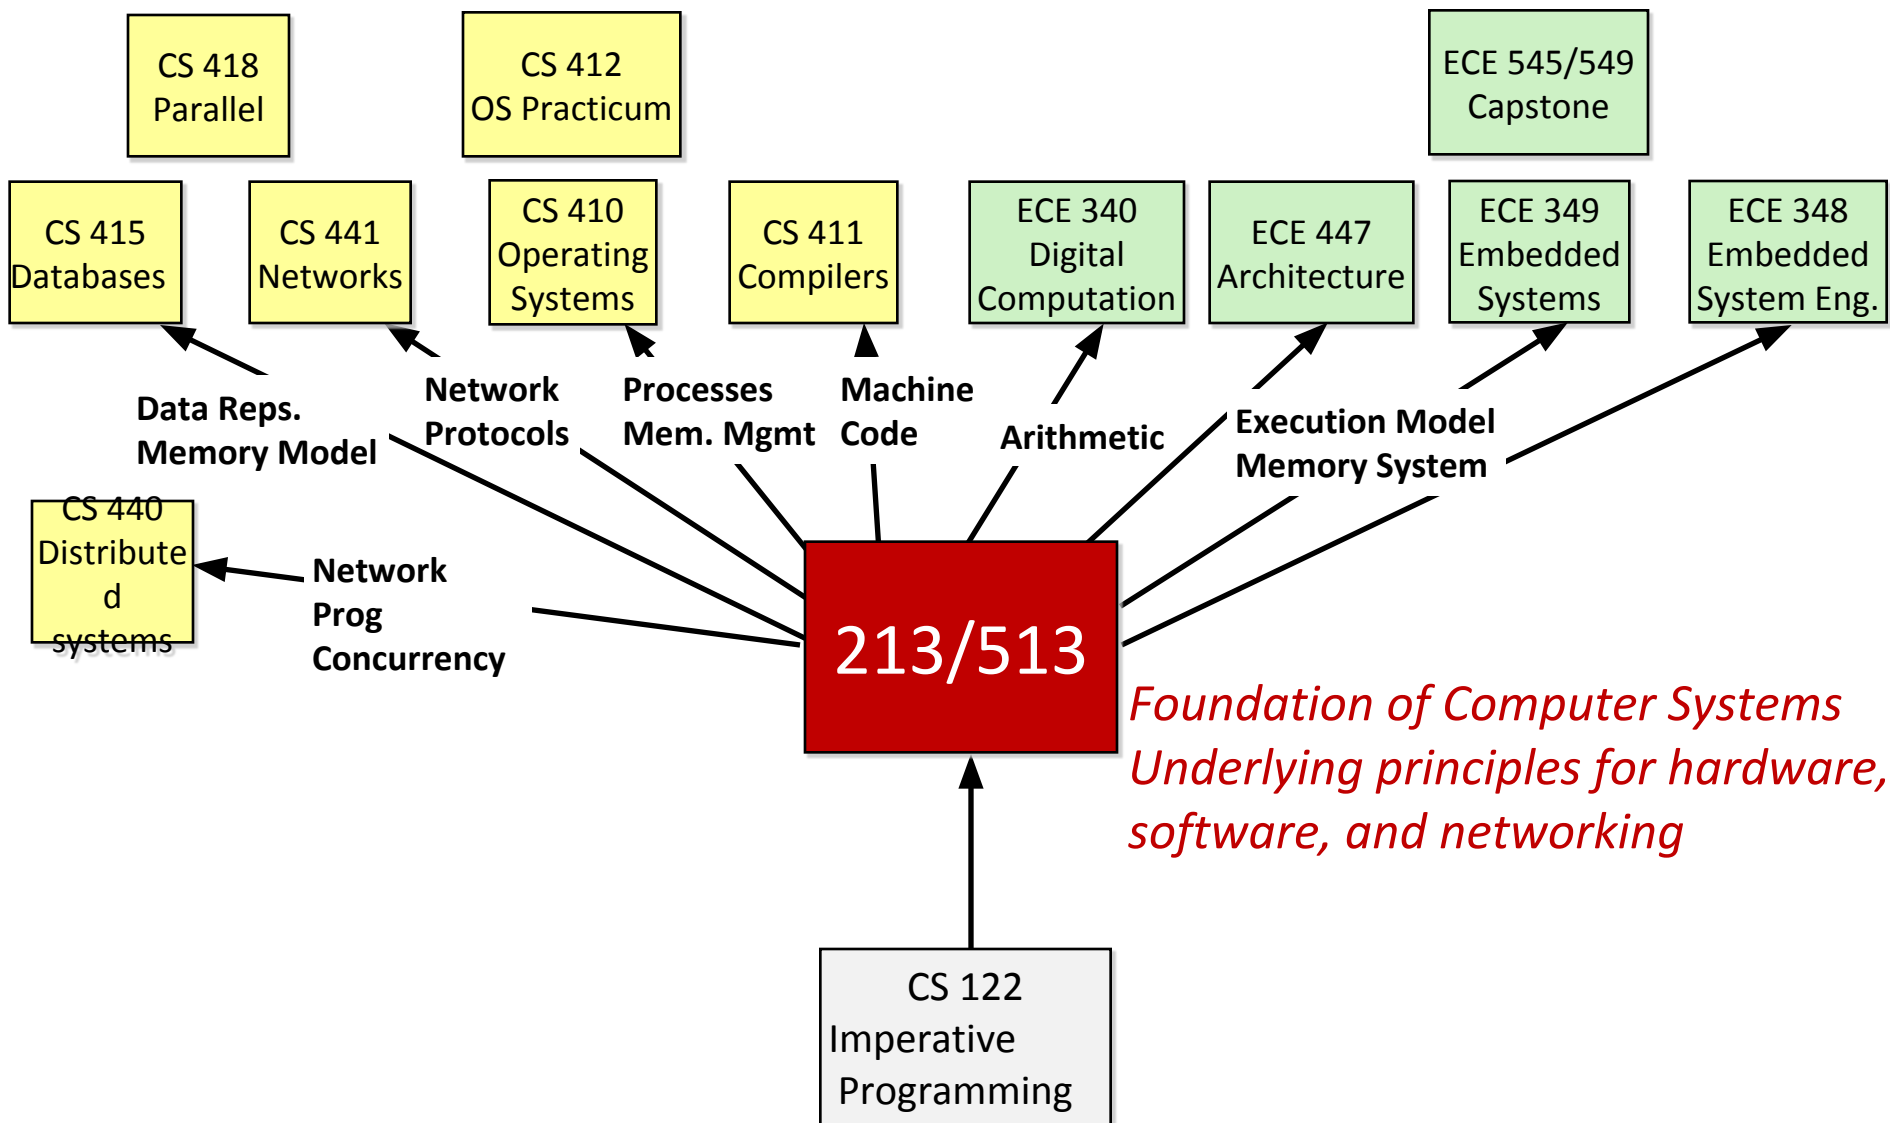 CS 418
Parallel
CS 412
OS Practicum
ECE 545/549
Capstone
CS 415
Databases
CS 441
Networks
CS 410
Operating
Systems
CS 411
Compilers
ECE 340
Digital
Computation
ECE 447
Architecture
ECE 349
Embedded
Systems
ECE 348
Embedded
System Eng.
Data Reps.
Memory Model
Network
Protocols
Processes
Mem. Mgmt
Machine
Code
Arithmetic
Execution Model
Memory System
CS 440
Distribute
d
systems
Network
Prog
Concurrency
213/513
Foundation of Computer Systems
Underlying principles for hardware,
software, and networking
CS 122
Imperative
Programming